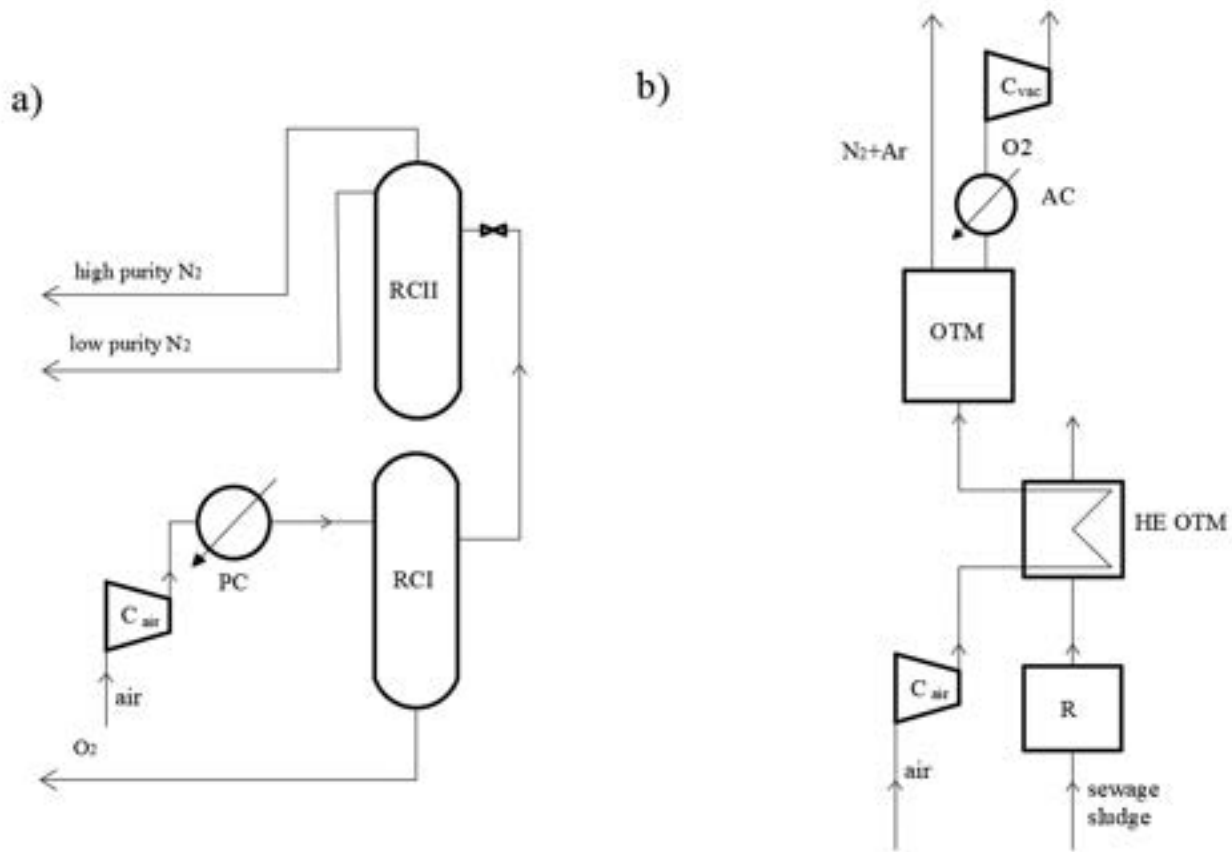 a)
high purity N2
low purity N2
RCII
RCI
PC
C air
air
O2
b)
Cvac
O2
N2+Ar
AC
OTM
HE OTM
C air
R
air
sewage
sludge